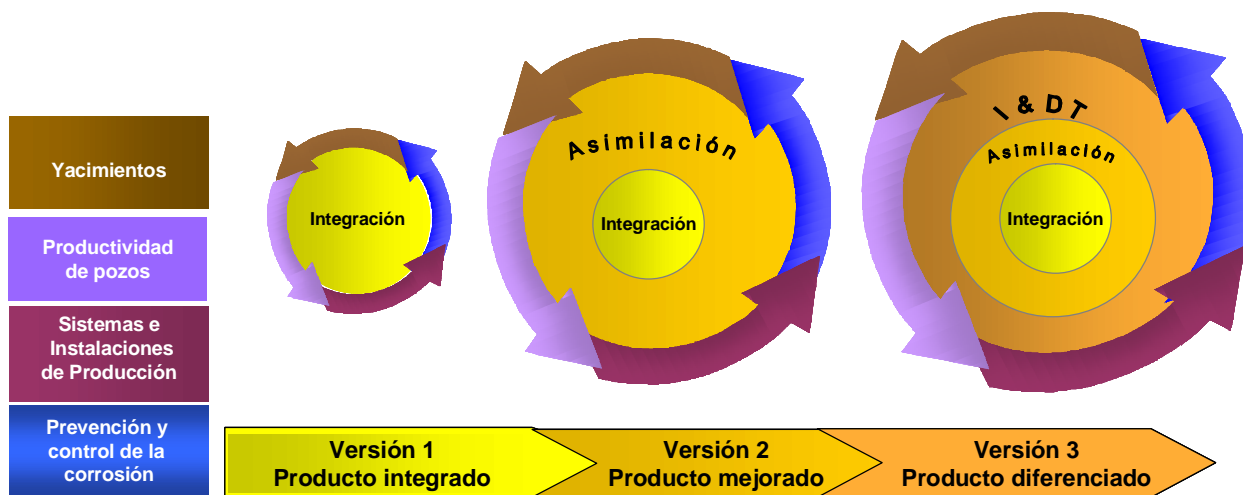 Yacimientos
Productividad
de pozos
Sistemas e
Instalaciones
de Producción
Prevención y
control de la
corrosión
Integración
Asimilación
Integración
I & D T
Asimilación
Integración
Versión 1
Producto integrado
Versión 2
Producto mejorado
Versión 3
Producto diferenciado